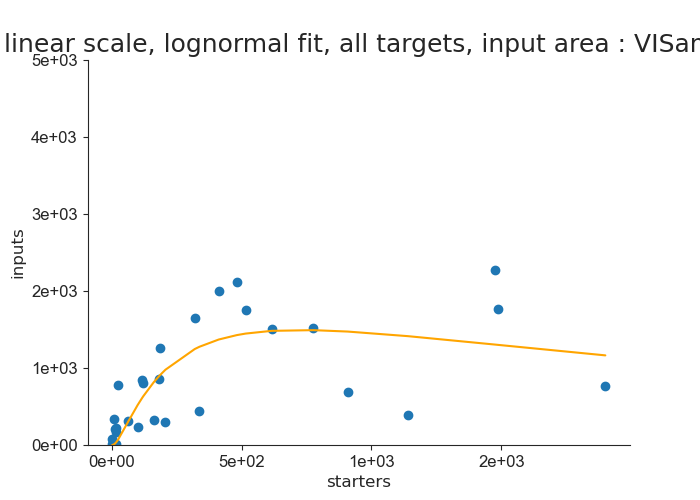 linear scale, lognormal fit, all targets, input area : VISar
5e+03
4e+03
3e+03
2e+03
1e+03
0e+00
inputs
0e+00 5e+02 1e+03 2e+03
starters